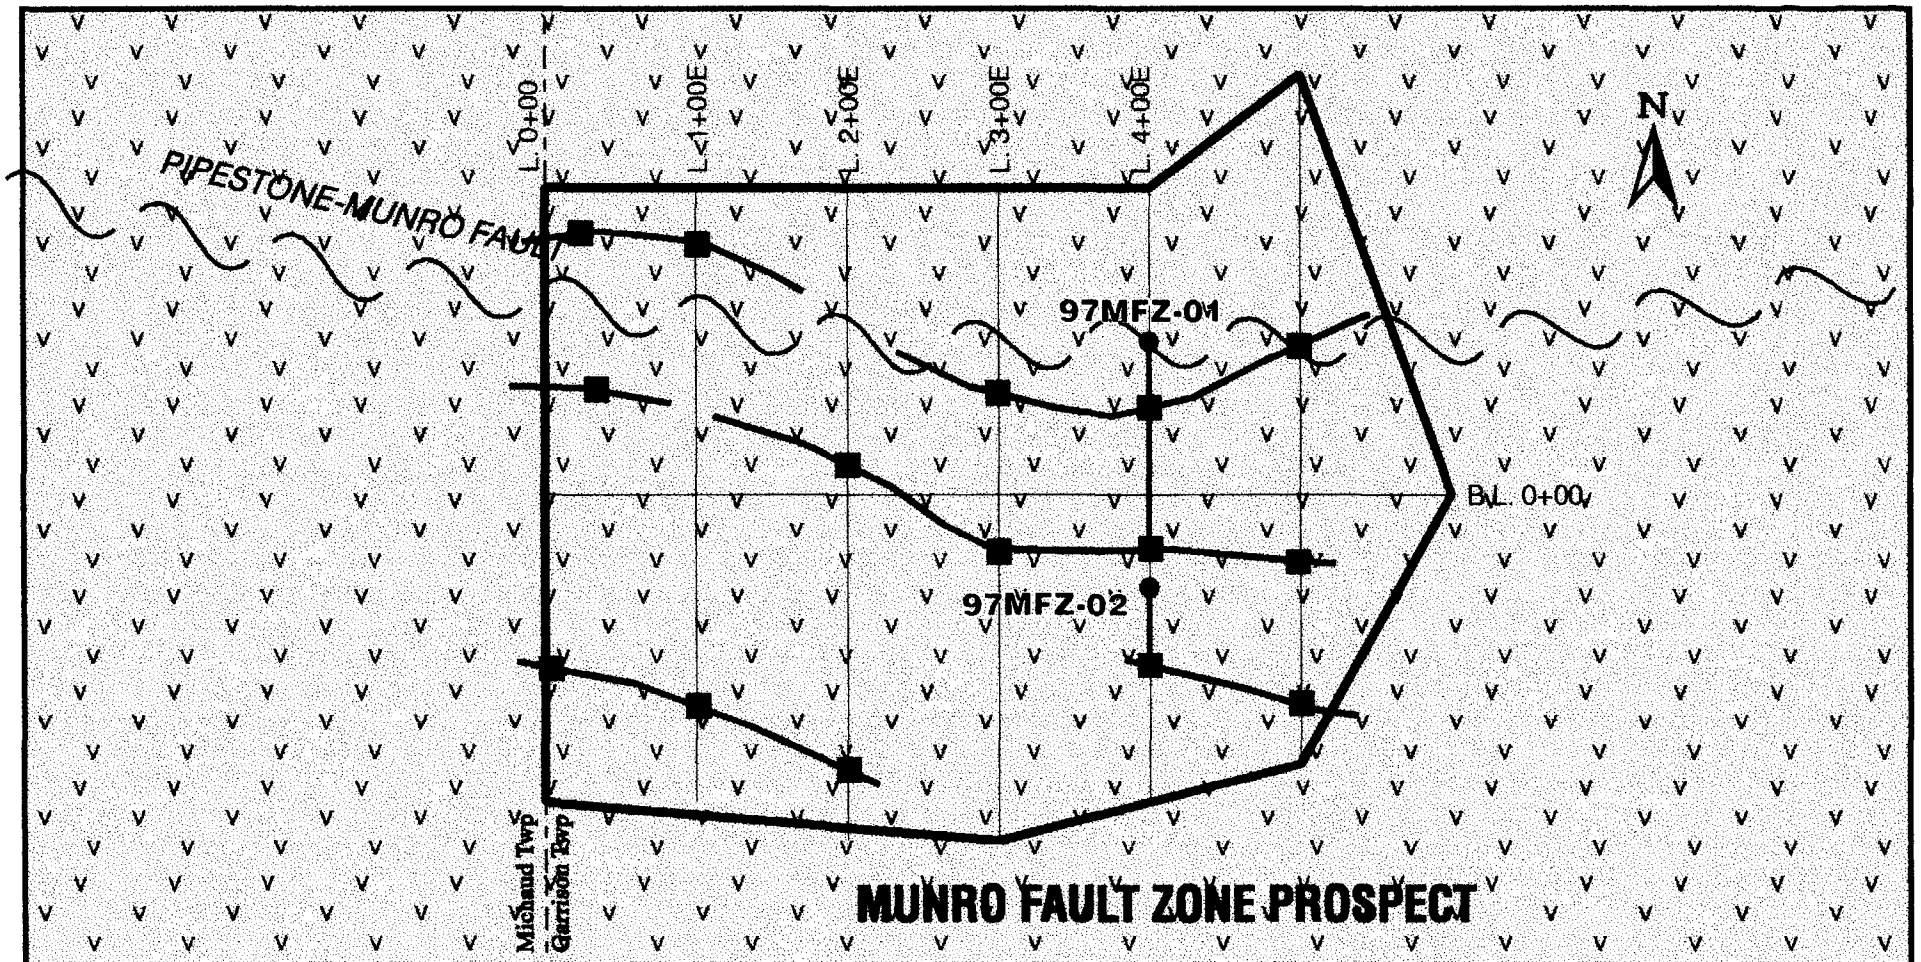 L. 0+00
L. 1+00E
L. 2+00E
L. 3+00E
L. 4+00E
N
PIPESTONE-MUNRO FAULT
97MFZ-01
B.L. 0+00
97MFZ-02
Michaud Twp
Garrison Twp
MUNRO FAULT ZONE PROSPECT